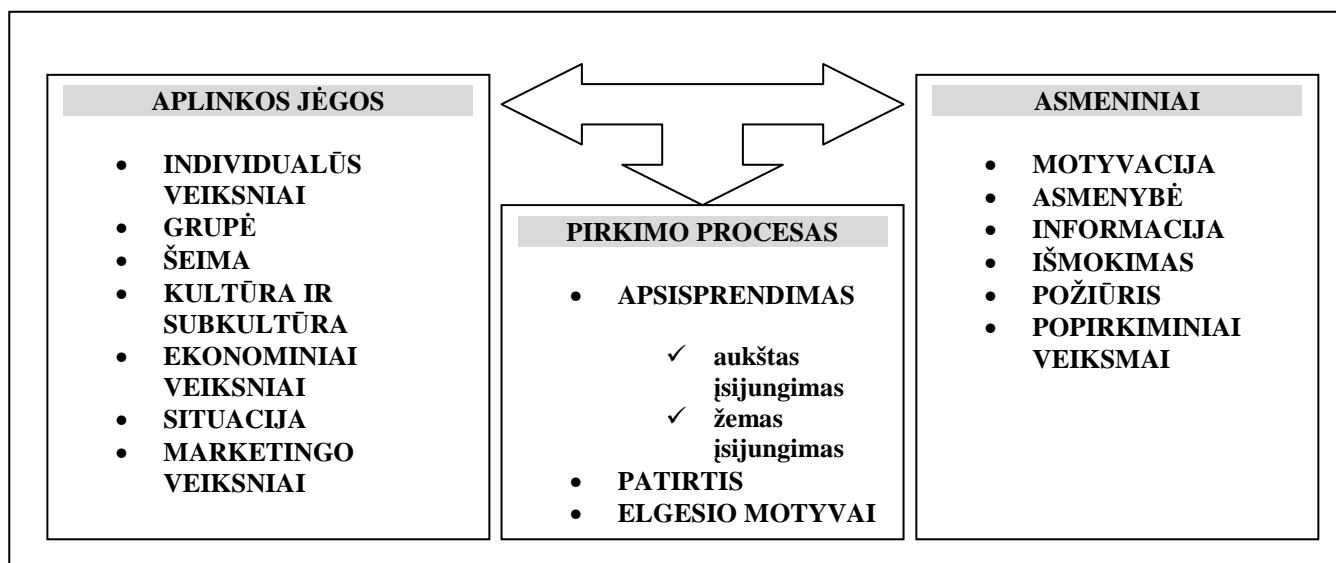 APLINKOS JĖGOS
• INDIVIDUALŪS
VEIKSNIAI
• GRUPĖ
• ŠEIMA
• KULTŪRA IR
SUBKULTŪRA
• EKONOMINIAI
VEIKSNIAI
• SITUACIJA
• MARKETINGO
VEIKSNIAI
PIRKIMO PROCESAS
• APSISPRENDIMAS
✓ aukštas
įsijungimas
✓ žemas
įsijungimas
• PATIRTIS
• ELGESIO MOTYVAI
ASMENINIAI
• MOTYVACIJA
• ASMENYBĖ
• INFORMACIJA
• IŠMOKIMAS
• POŽIŪRIS
• POPIRKIMINIAI
VEIKSMAI